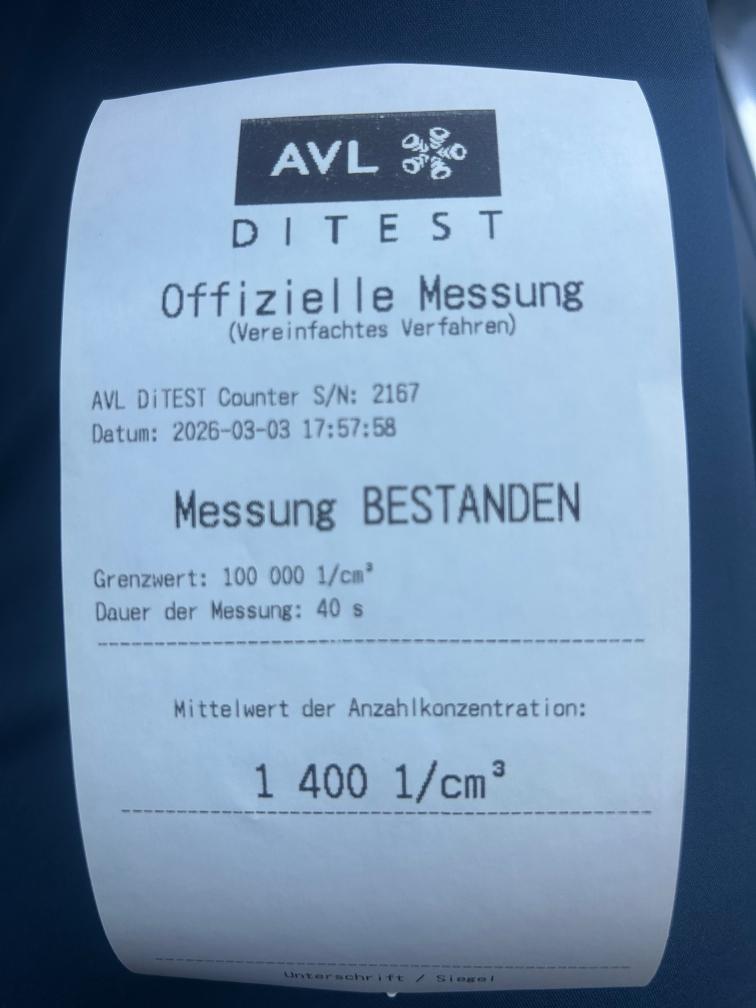 AVL
DITEST
Offizielle Messung
(Vereinfachtes Verfahren)
AVL DiTEST Counter S/N: 2167
Datum: 2026-03-03 17:57:58
Messung BESTANDEN
Grenzwert: 100 000 1/cm³
Dauer der Messung: 40 s
Mittelwert der Anzahlkonzentration:
1 400 1/cm³
Unterschrift / Siegel